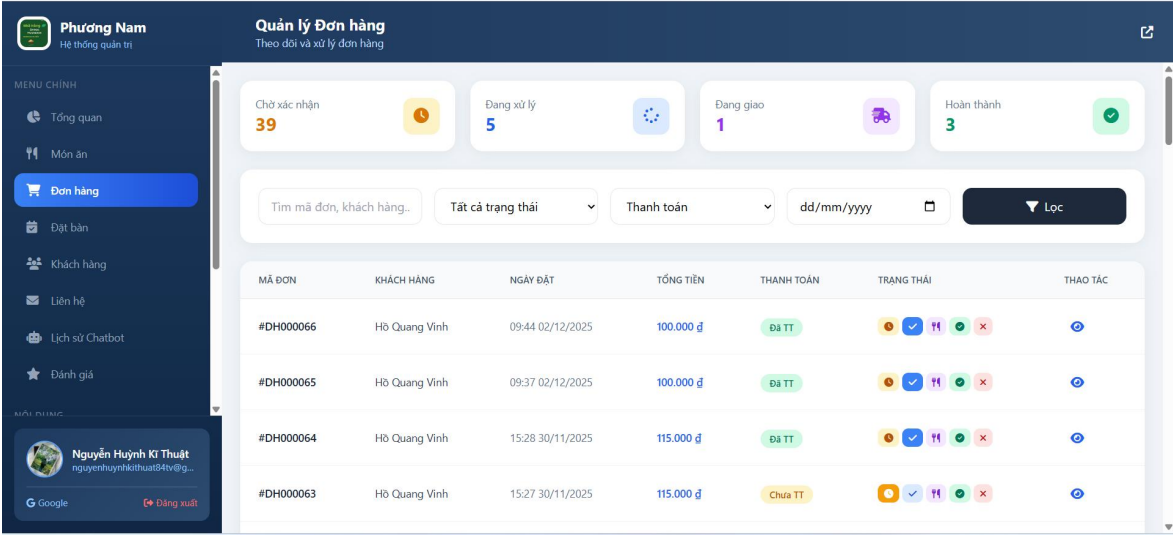 Phương Nam
Hệ thống quản trị
MENU CHÍNH
Tổng quan
Món ăn
Đơn hàng
Đặt bàn
Khách hàng
Liên hệ
Lịch sử Chatbot
Đánh giá
NỘI DUNG
Nguyễn Huỳnh Kĩ Thuật
nguyenhuynhkithuat84tv@g...
Google
Đăng xuất
Quản lý Đơn hàng
Theo dõi và xử lý đơn hàng
Chờ xác nhận
39
Đang xử lý
5
Đang giao
1
Hoàn thành
3
Tìm mã đơn, khách hàng.. Tất cả trạng thái Thanh toán dd/mm/yyyy Lọc
MÃ ĐƠN KHÁCH HÀNG NGÀY ĐẶT TỔNG TIỀN THANH TOÁN TRẠNG THÁI THAO TÁC
#DH000066 Hồ Quang Vinh 09:44 02/12/2025 100.000 ₫ Đã TT
#DH000065 Hồ Quang Vinh 09:37 02/12/2025 100.000 ₫ Đã TT
#DH000064 Hồ Quang Vinh 15:28 30/11/2025 115.000 ₫ Đã TT
#DH000063 Hồ Quang Vinh 15:27 30/11/2025 115.000 ₫ Chưa TT